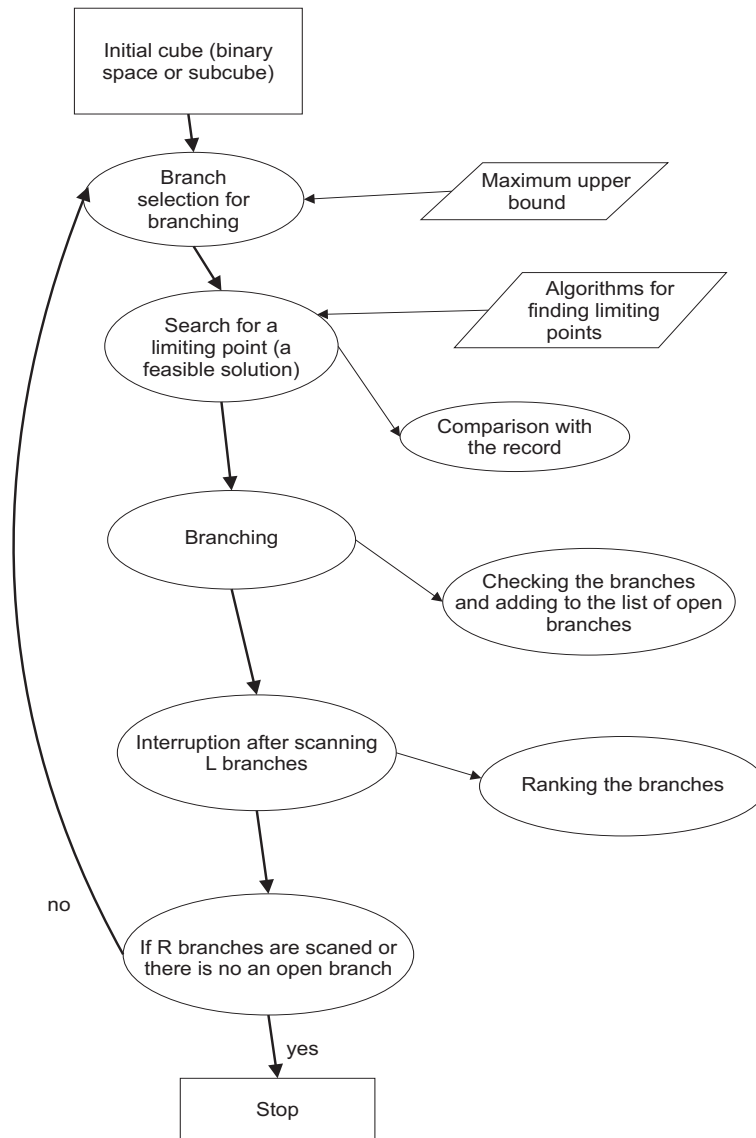 Initial cube (binary
space or subcube)
Branch
selection for
branching
Maximum upper
bound
Algorithms for
finding limiting
points
Search for a
limiting point (a
feasible solution)
Comparison with
the record
Branching
Checking the branches
and adding to the list of open
branches
Interruption after scanning
L branches
Ranking the branches
no
If R branches are scaned or
there is no an open branch
yes
Stop